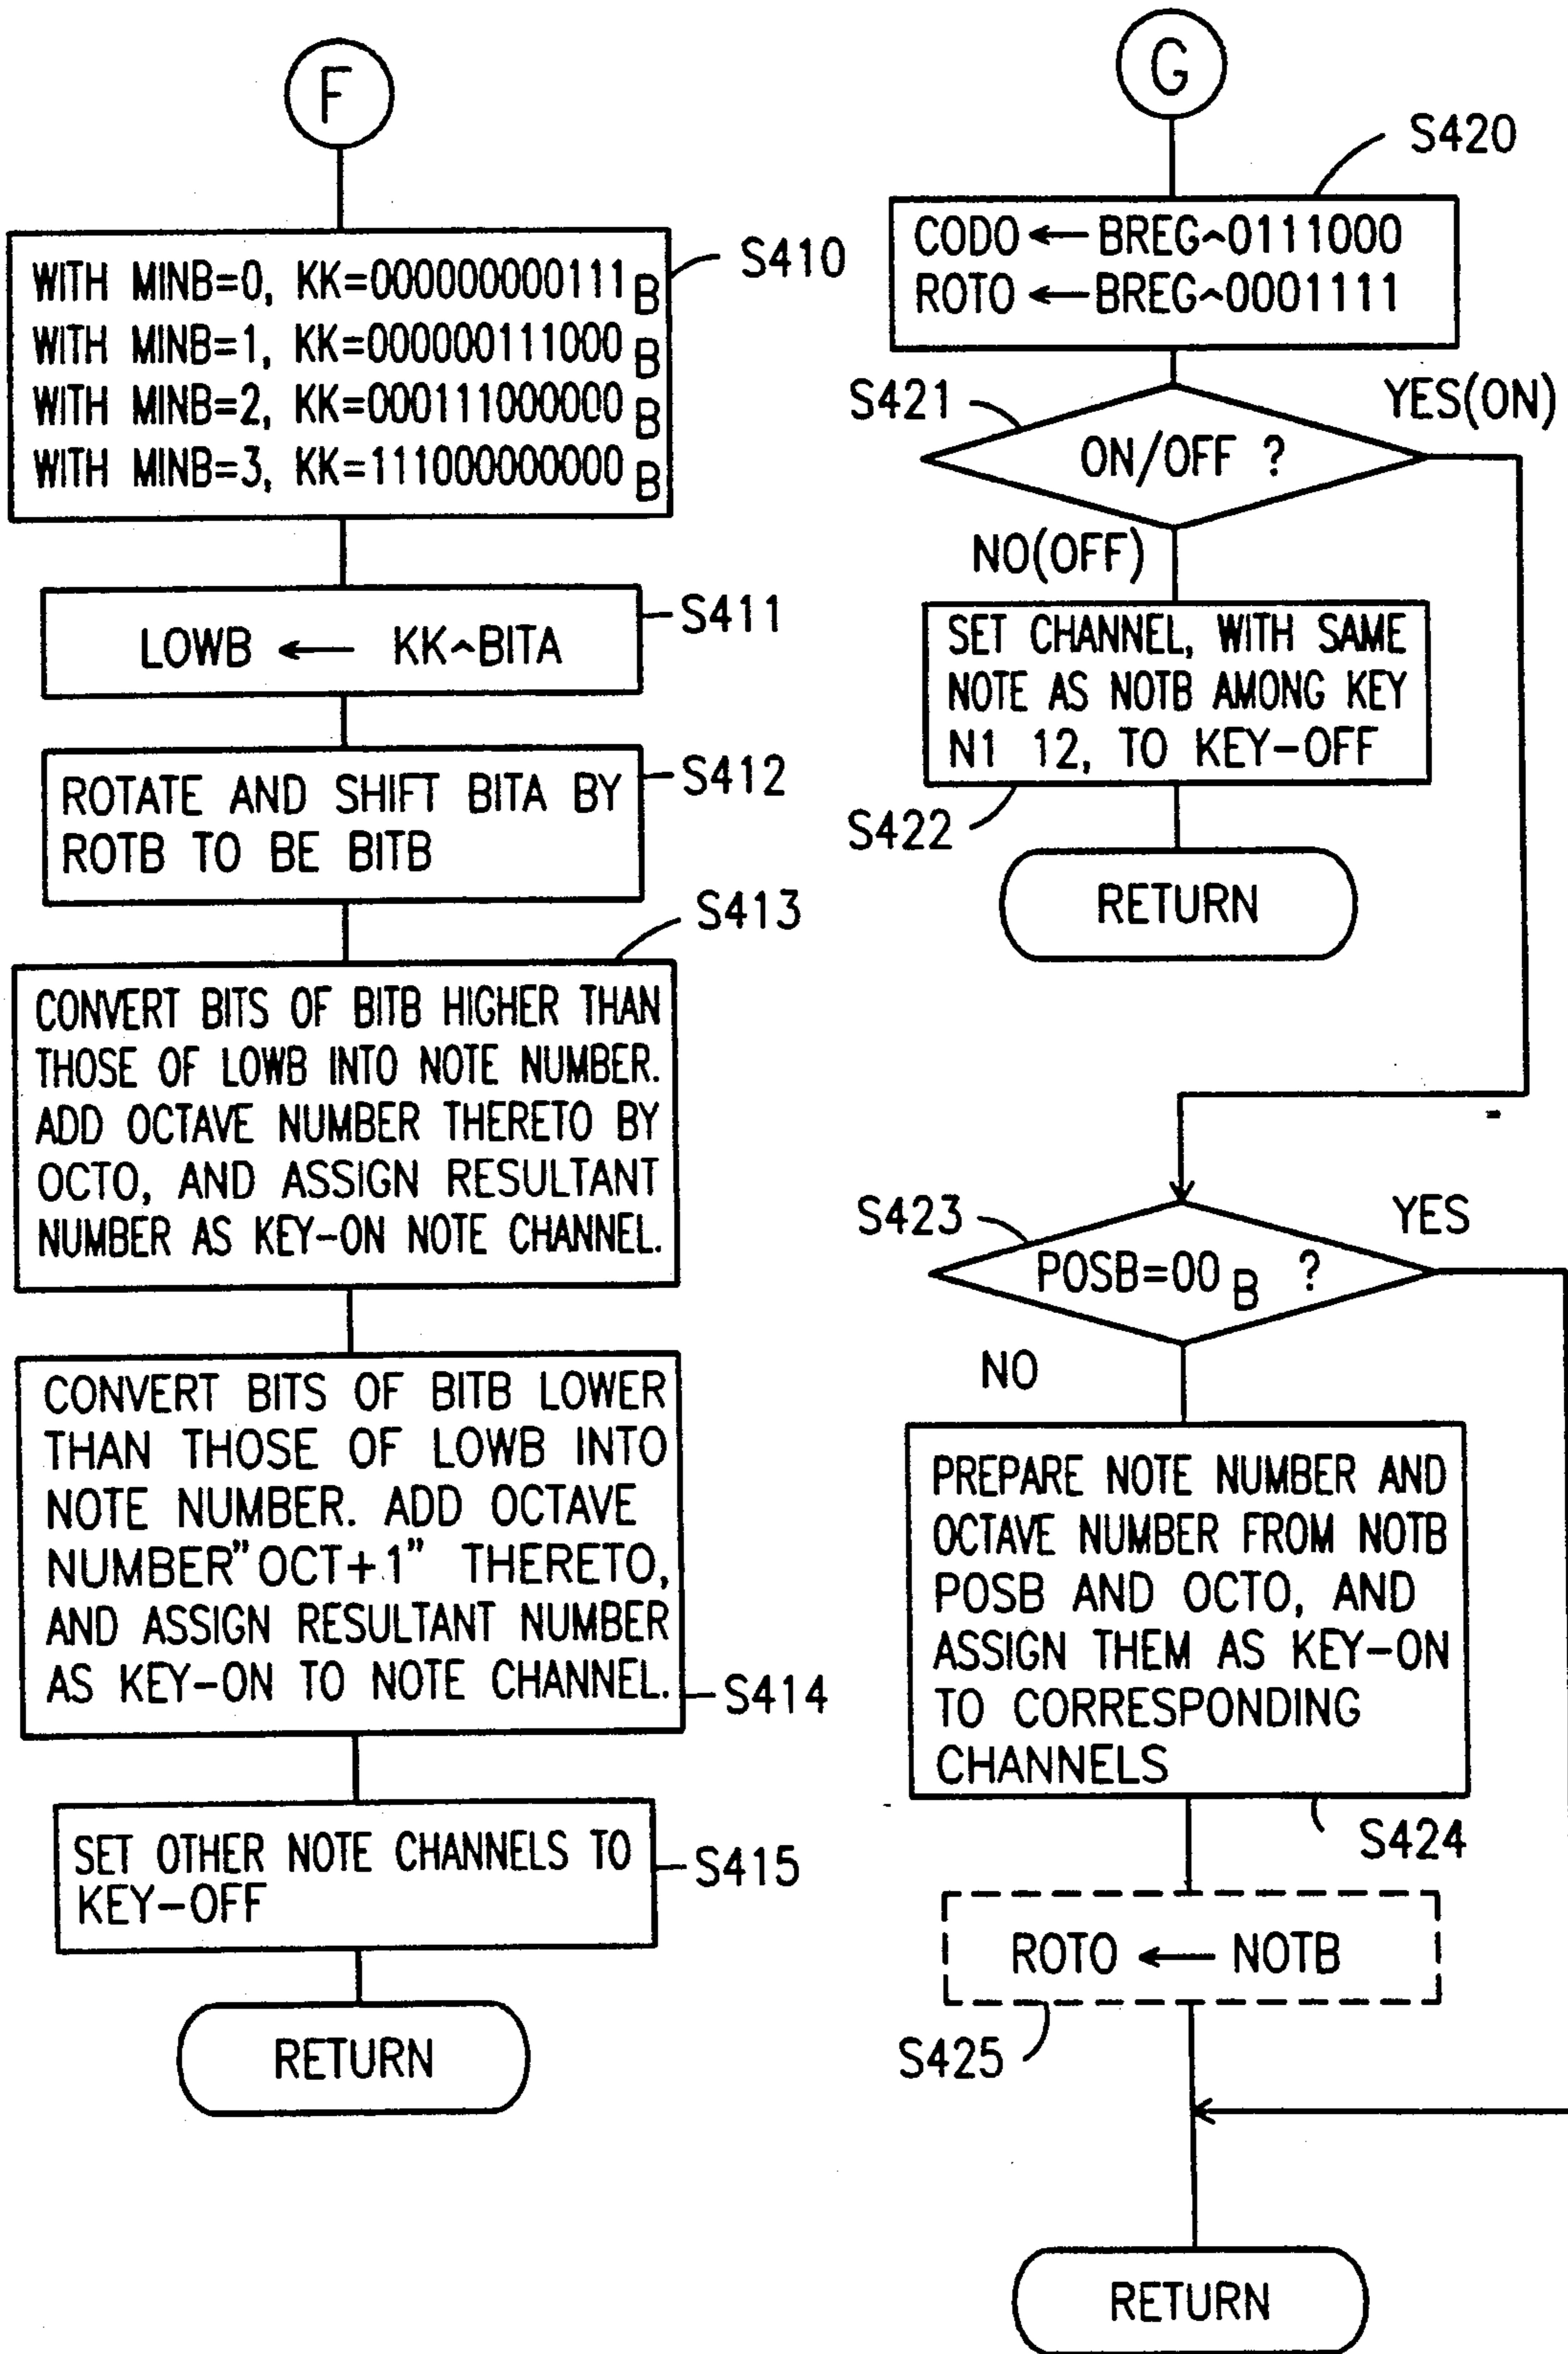 F
WITH MINB=0, KK=000000000111B
WITH MINB=1, KK=000000111000B
WITH MINB=2, KK=000111000000B
WITH MINB=3, KK=111000000000B
S410
LOWB ← KK^BITA
S411
ROTATE AND SHIFT BITA BY
ROTB TO BE BITB
S412
S413
CONVERT BITS OF BITB HIGHER THAN
THOSE OF LOWB INTO NOTE NUMBER.
ADD OCTAVE NUMBER THERETO BY
OCTO, AND ASSIGN RESULTANT
NUMBER AS KEY-ON NOTE CHANNEL.
CONVERT BITS OF BITB LOWER
THAN THOSE OF LOWB INTO
NOTE NUMBER. ADD OCTAVE
NUMBER"OCT+1" THERETO,
AND ASSIGN RESULTANT NUMBER
AS KEY-ON TO NOTE CHANNEL.
S414
SET OTHER NOTE CHANNELS TO
KEY-OFF
S415
RETURN
G
S420
CODO ← BREG^0111000
ROTO ← BREG^0001111
S421
ON/OFF ?
YES(ON)
NO(OFF)
SET CHANNEL, WITH SAME
NOTE AS NOTB AMONG KEY
N1 12, TO KEY-OFF
S422
RETURN
S423
POSB=00B ?
YES
NO
PREPARE NOTE NUMBER AND
OCTAVE NUMBER FROM NOTB
POSB AND OCTO, AND
ASSIGN THEM AS KEY-ON
TO CORRESPONDING
CHANNELS
S424
ROTO ← NOTB
S425
RETURN